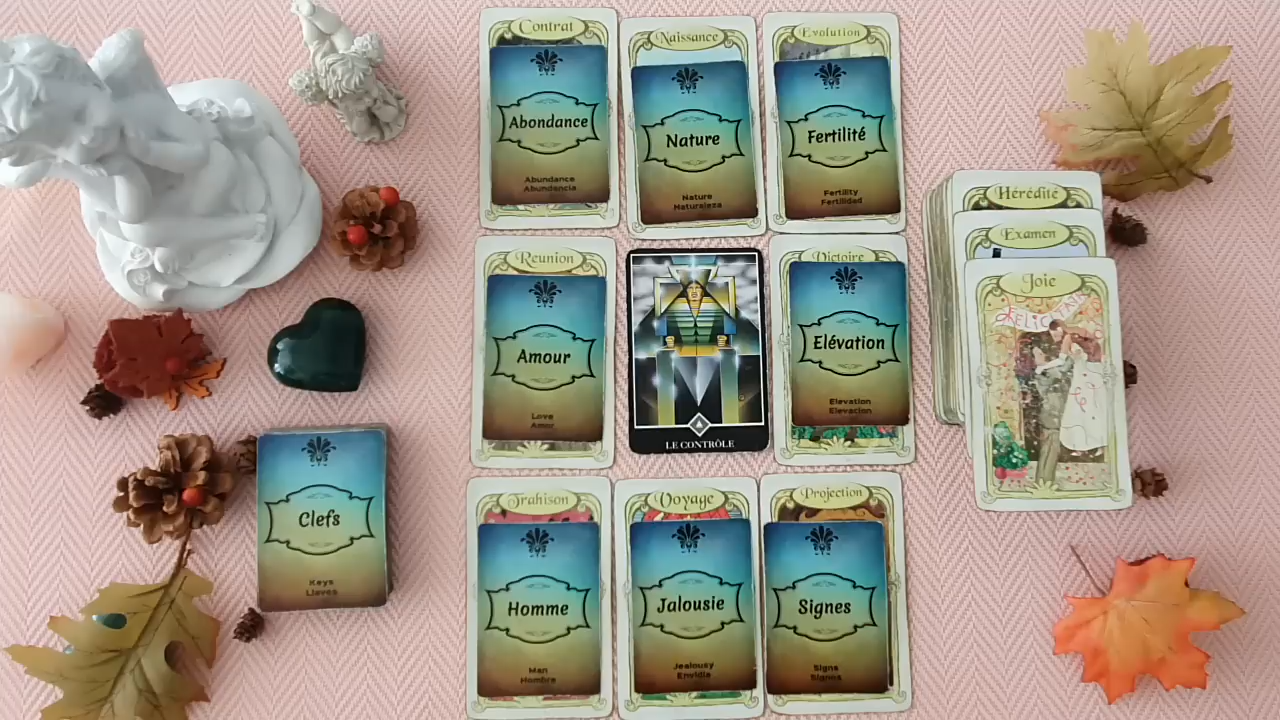 Contrat
Abondance
Abundance
Abundancia
Naissance
Nature
Nature
Naturaleza
Evolution
Fertilité
Fertility
Fertilidad
Reunion
Amour
Love
Amor
LE CONTRÔLE
Victoire
Elévation
Elevation
Elevacion
Trahison
Homme
Man
Hombre
Voyage
Jalousie
Jealousy
Envidia
Projection
Signes
Signs
Signos
Clefs
Keys
Llaves
Hérédité
Examen
Joie